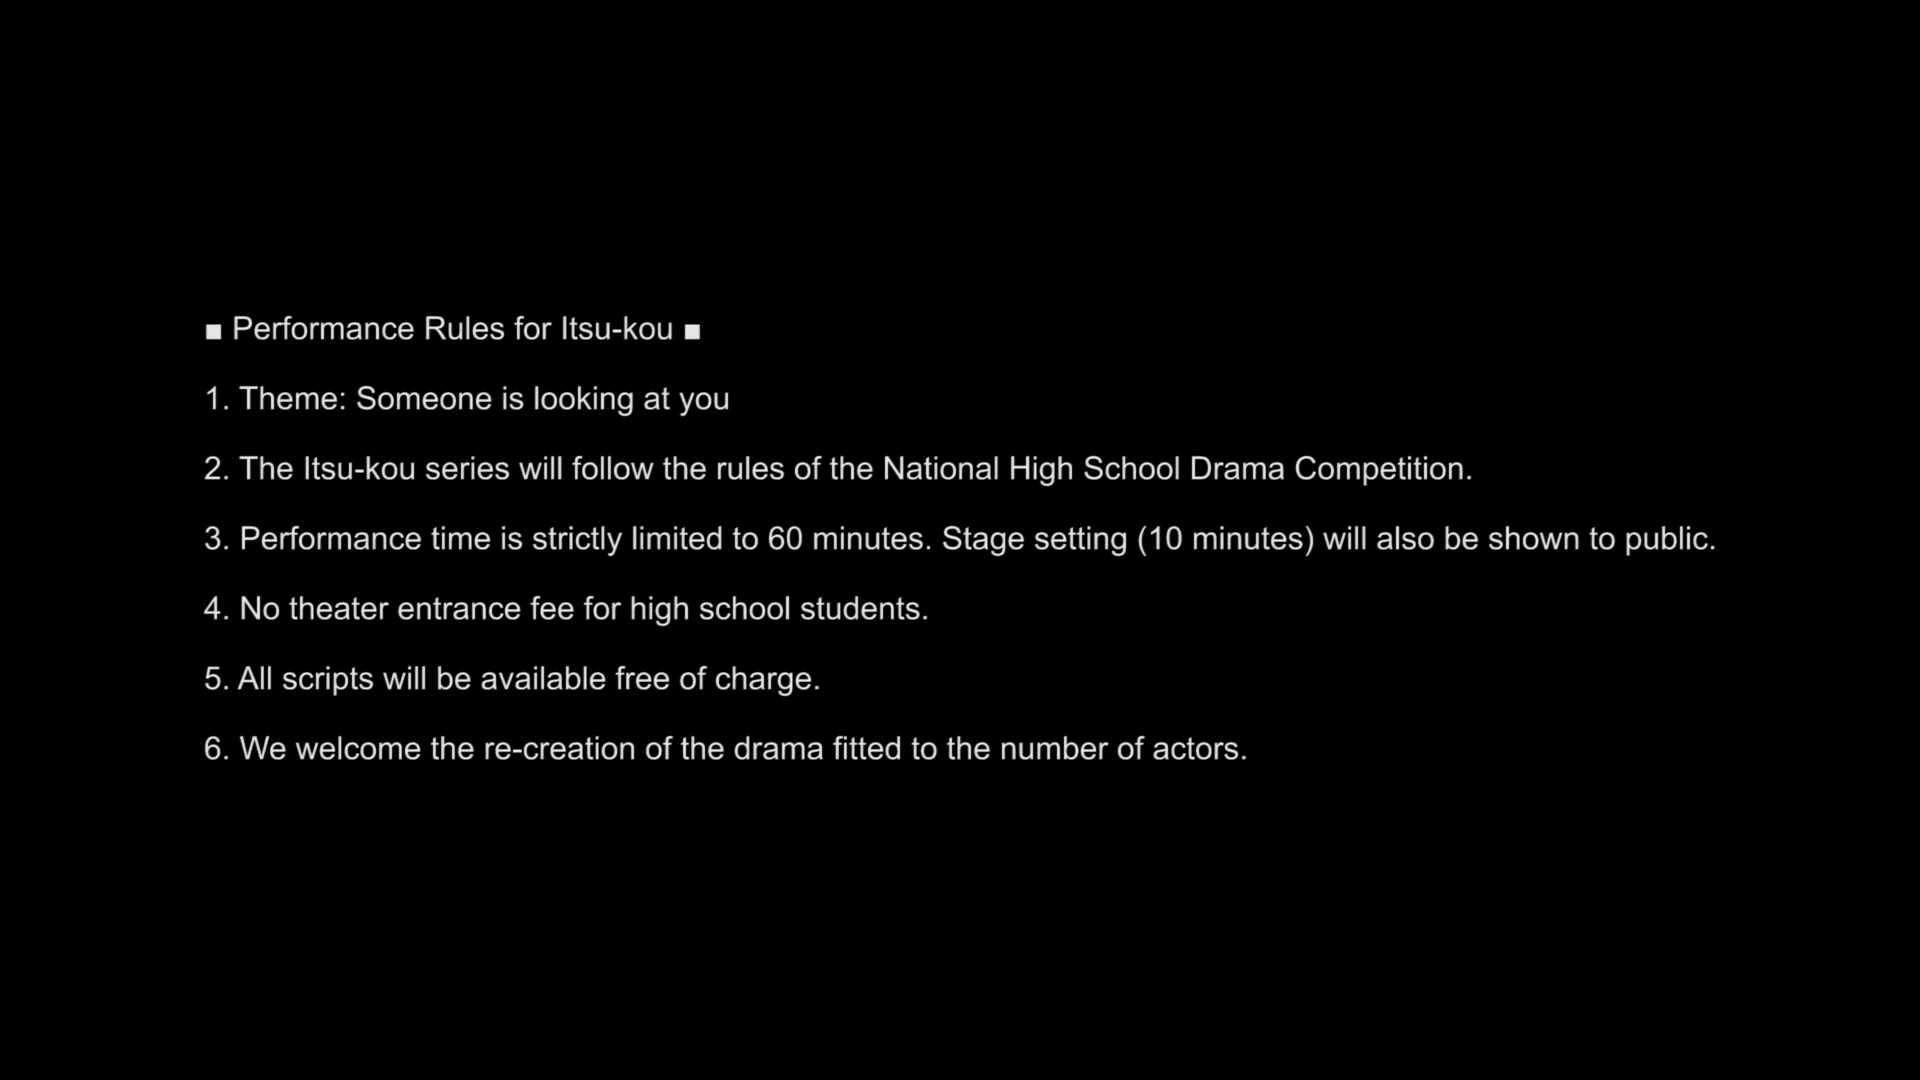 ■ Performance Rules for Itsu-kou ■
1. Theme: Someone is looking at you
2. The Itsu-kou series will follow the rules of the National High School Drama Competition.
3. Performance time is strictly limited to 60 minutes. Stage setting (10 minutes) will also be shown to public.
4. No theater entrance fee for high school students.
5. All scripts will be available free of charge.
6. We welcome the re-creation of the drama fitted to the number of actors.